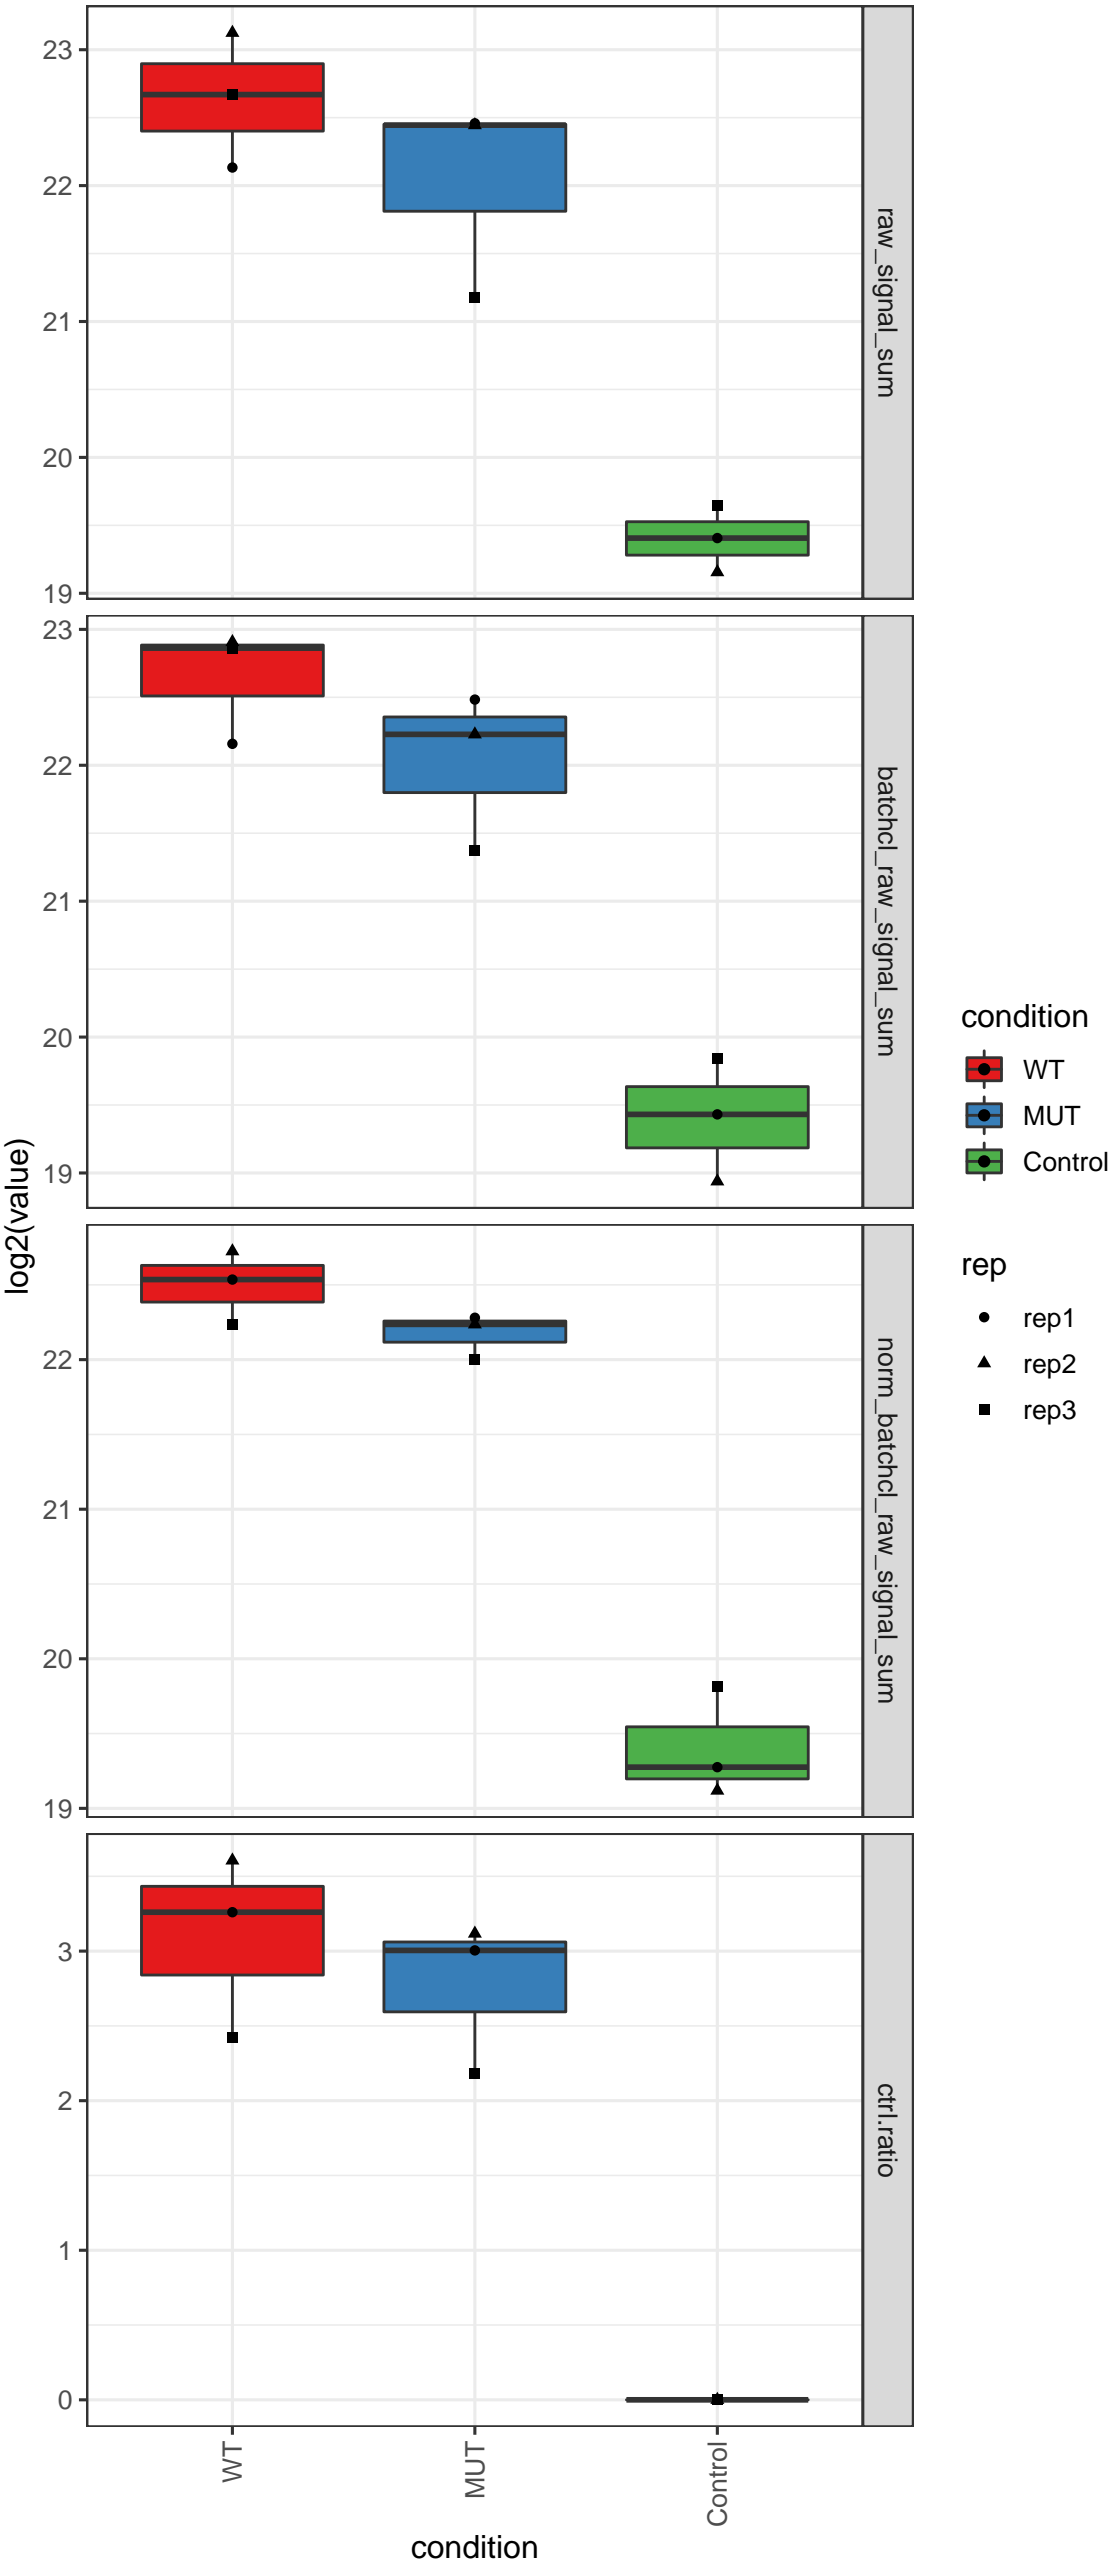 23
22
21
20
19
raw_signal_sum
23
22
21
20
19
batchcl_raw_signal_sum
22
21
20
19
norm_batchcl_raw_signal_sum
3
2
1
0
ctrl.ratio
log2(value)
WT
MUT
Control
condition
condition
WT
MUT
Control
rep
rep1
rep2
rep3